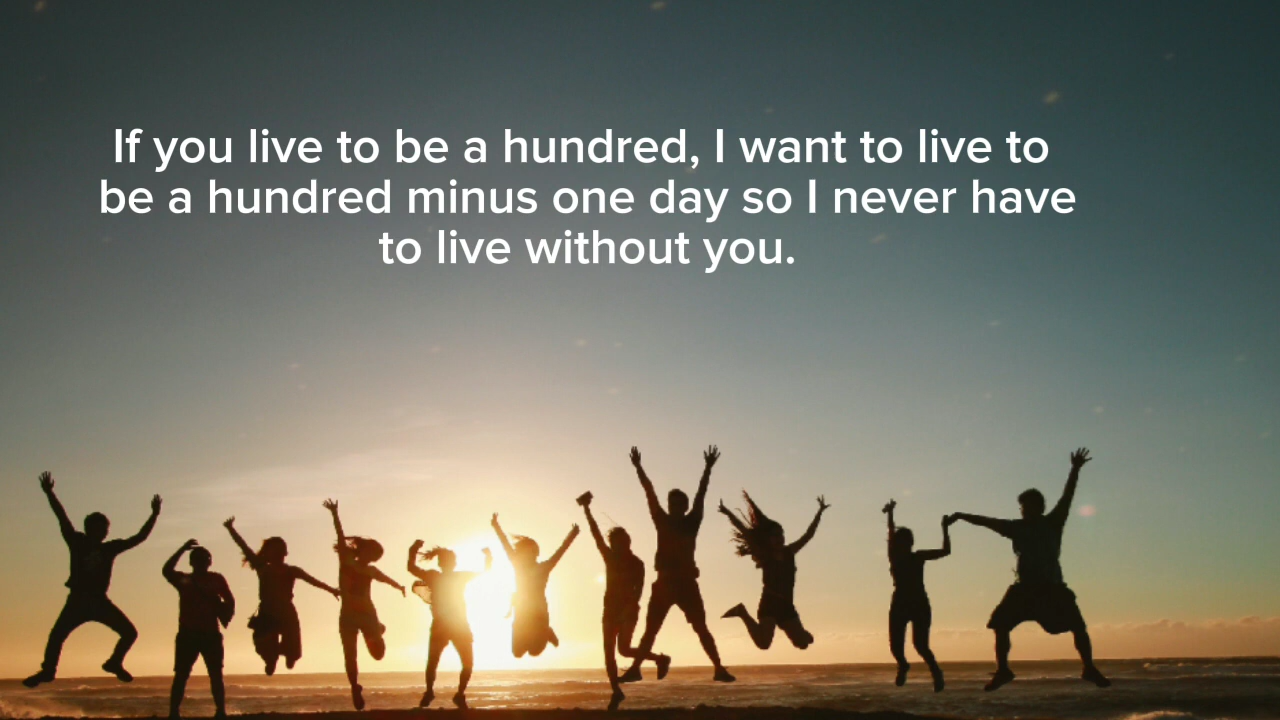 If you live to be a hundred, I want to live to
be a hundred minus one day so I never have
to live without you.